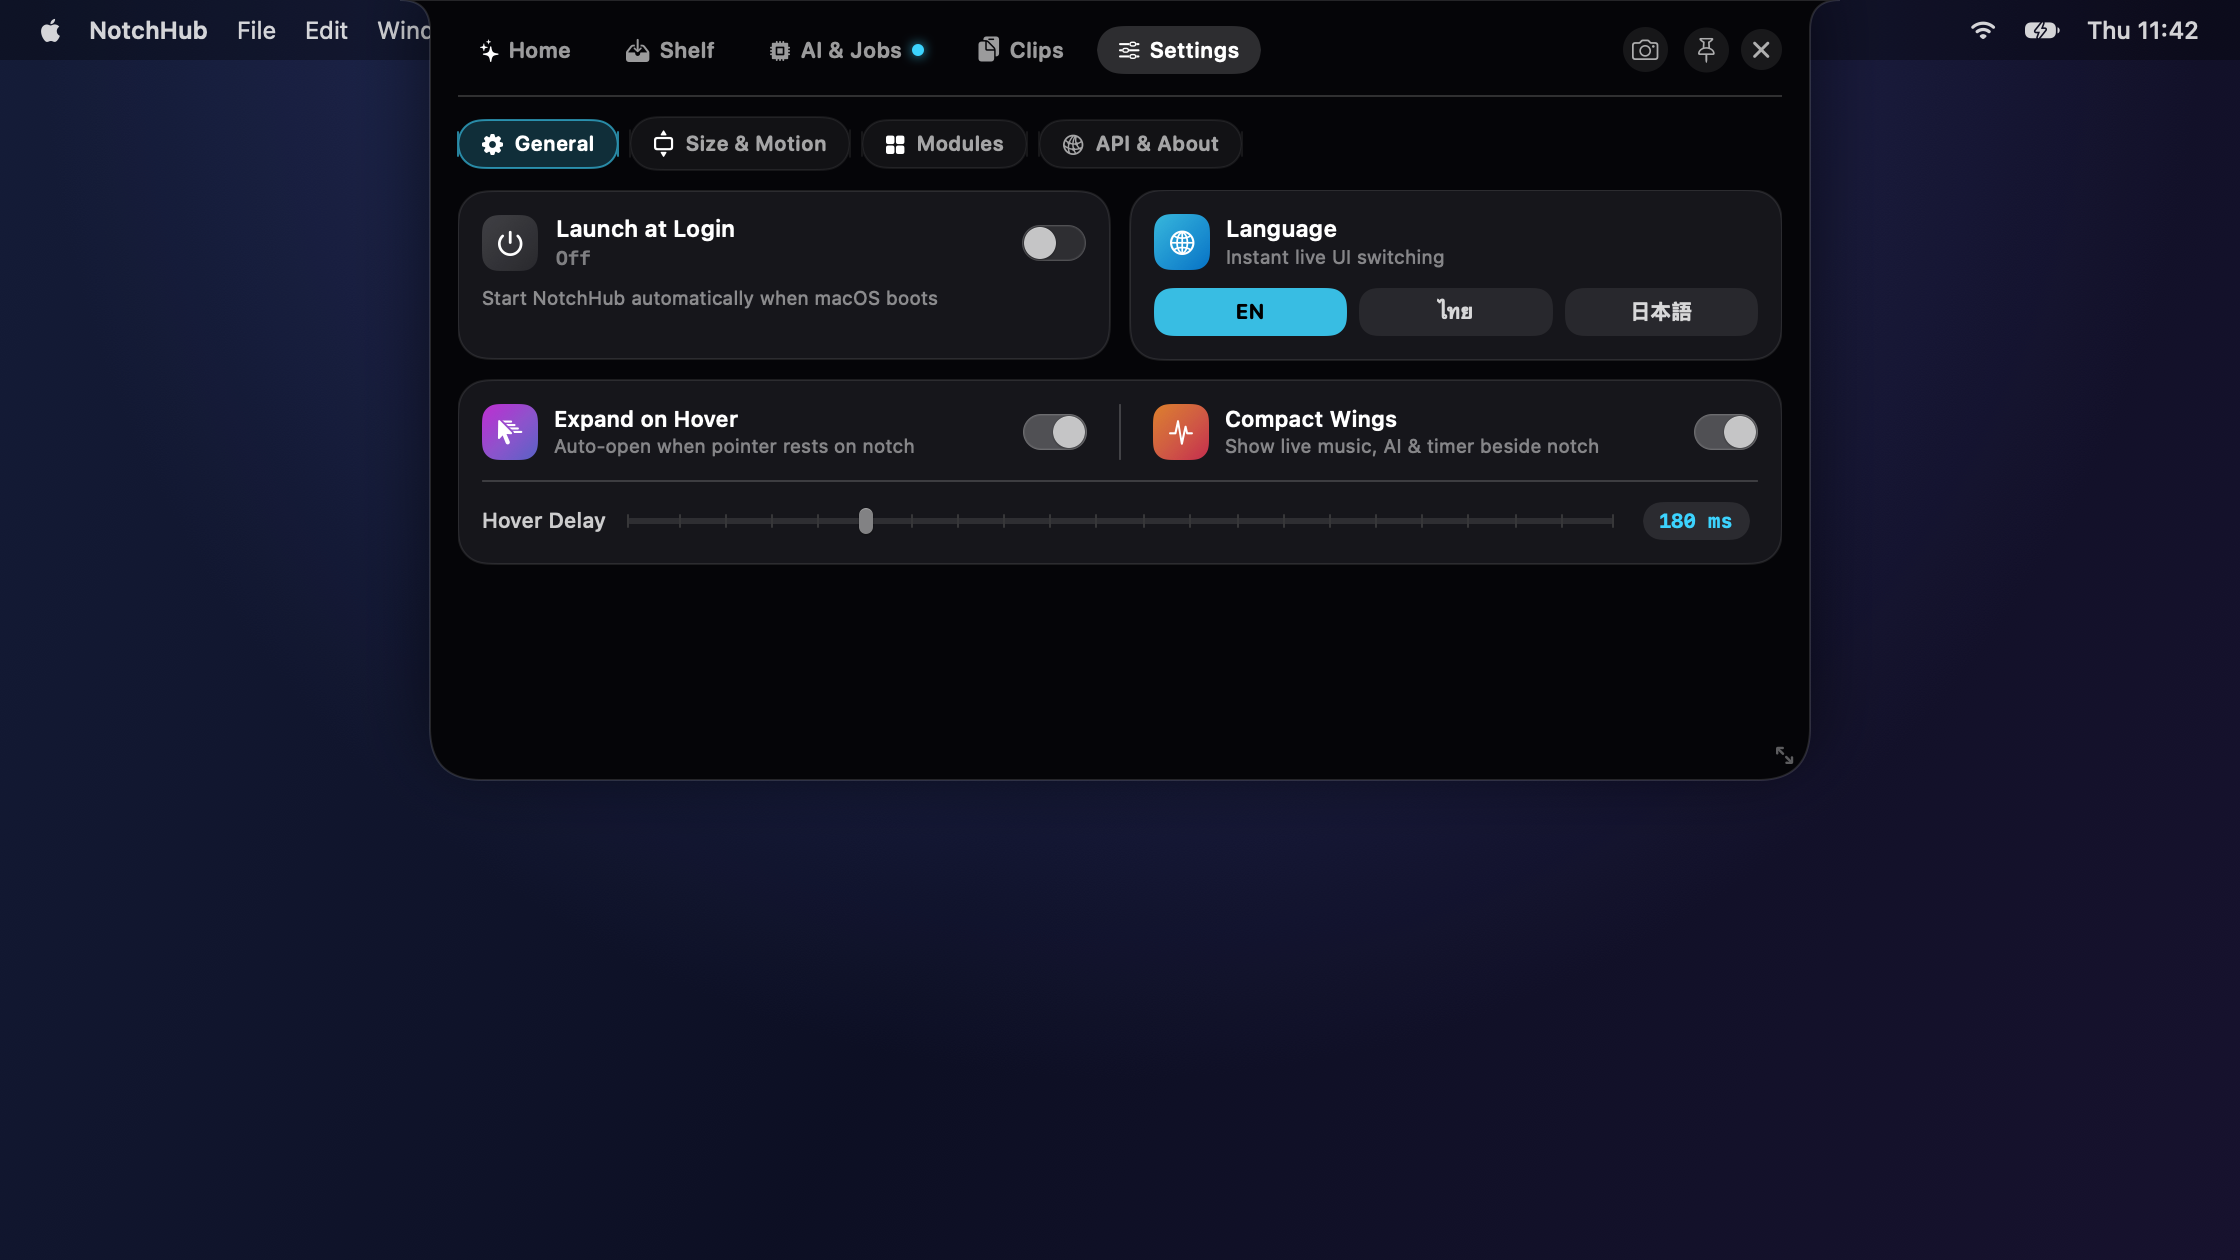 NotchHub File Edit Wind
Thu 11:42
Home Shelf AI & Jobs Clips Settings
General Size & Motion Modules API & About
Launch at Login
Off
Start NotchHub automatically when macOS boots
Language
Instant live UI switching
EN ไทย 日本語
Expand on Hover
Auto-open when pointer rests on notch
Compact Wings
Show live music, AI & timer beside notch
Hover Delay 180 ms